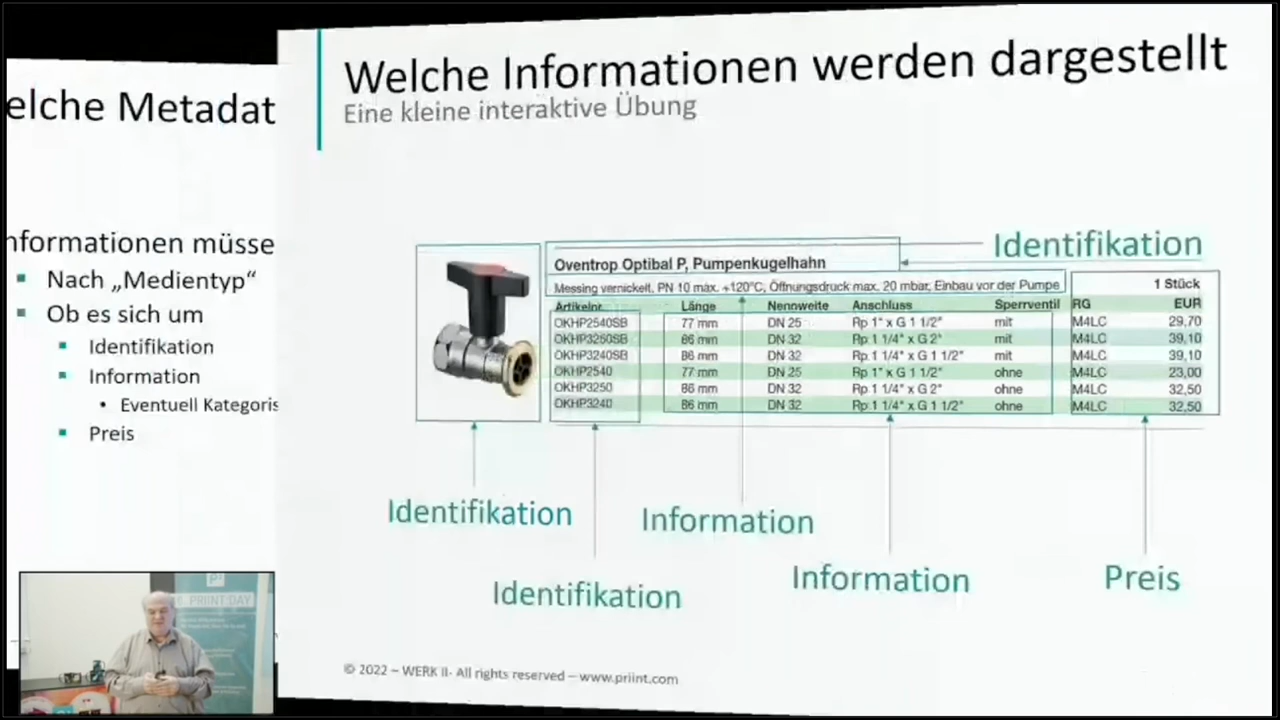 elche Metadat
nformationen müsse
Nach „Medientyp“
Ob es sich um
Identifikation
Information
Eventuell Kategoris
Preis
Welche Informationen werden dargestellt
Eine kleine interaktive Übung
Identifikation
Oventrop Optibal P, Pumpenkugelhahn
Messing vernickelt, PN 10 max. +120°C, Öffnungsdruck max. 20 mbar, Einbau vor der Pumpe
1 Stück
Artikelnr. Länge Nennweite Anschluss Sperrventil RG EUR
OKHP2540SB 77 mm DN 25 Rp 1" x G 1 1/2" mit M4LC 29,70
OKHP3250SB 86 mm DN 32 Rp 1 1/4" x G 2" mit M4LC 39,10
OKHP3240SB 86 mm DN 32 Rp 1 1/4" x G 1 1/2" mit M4LC 39,10
OKHP2540 77 mm DN 25 Rp 1" x G 1 1/2" ohne M4LC 23,00
OKHP3250 86 mm DN 32 Rp 1 1/4" x G 2" ohne M4LC 32,50
OKHP3240 86 mm DN 32 Rp 1 1/4" x G 1 1/2" ohne M4LC 32,50
Identifikation
Information
Identifikation
Information
Preis
PRIINT DAY
© 2022 – WERK II- All rights reserved – www.priint.com